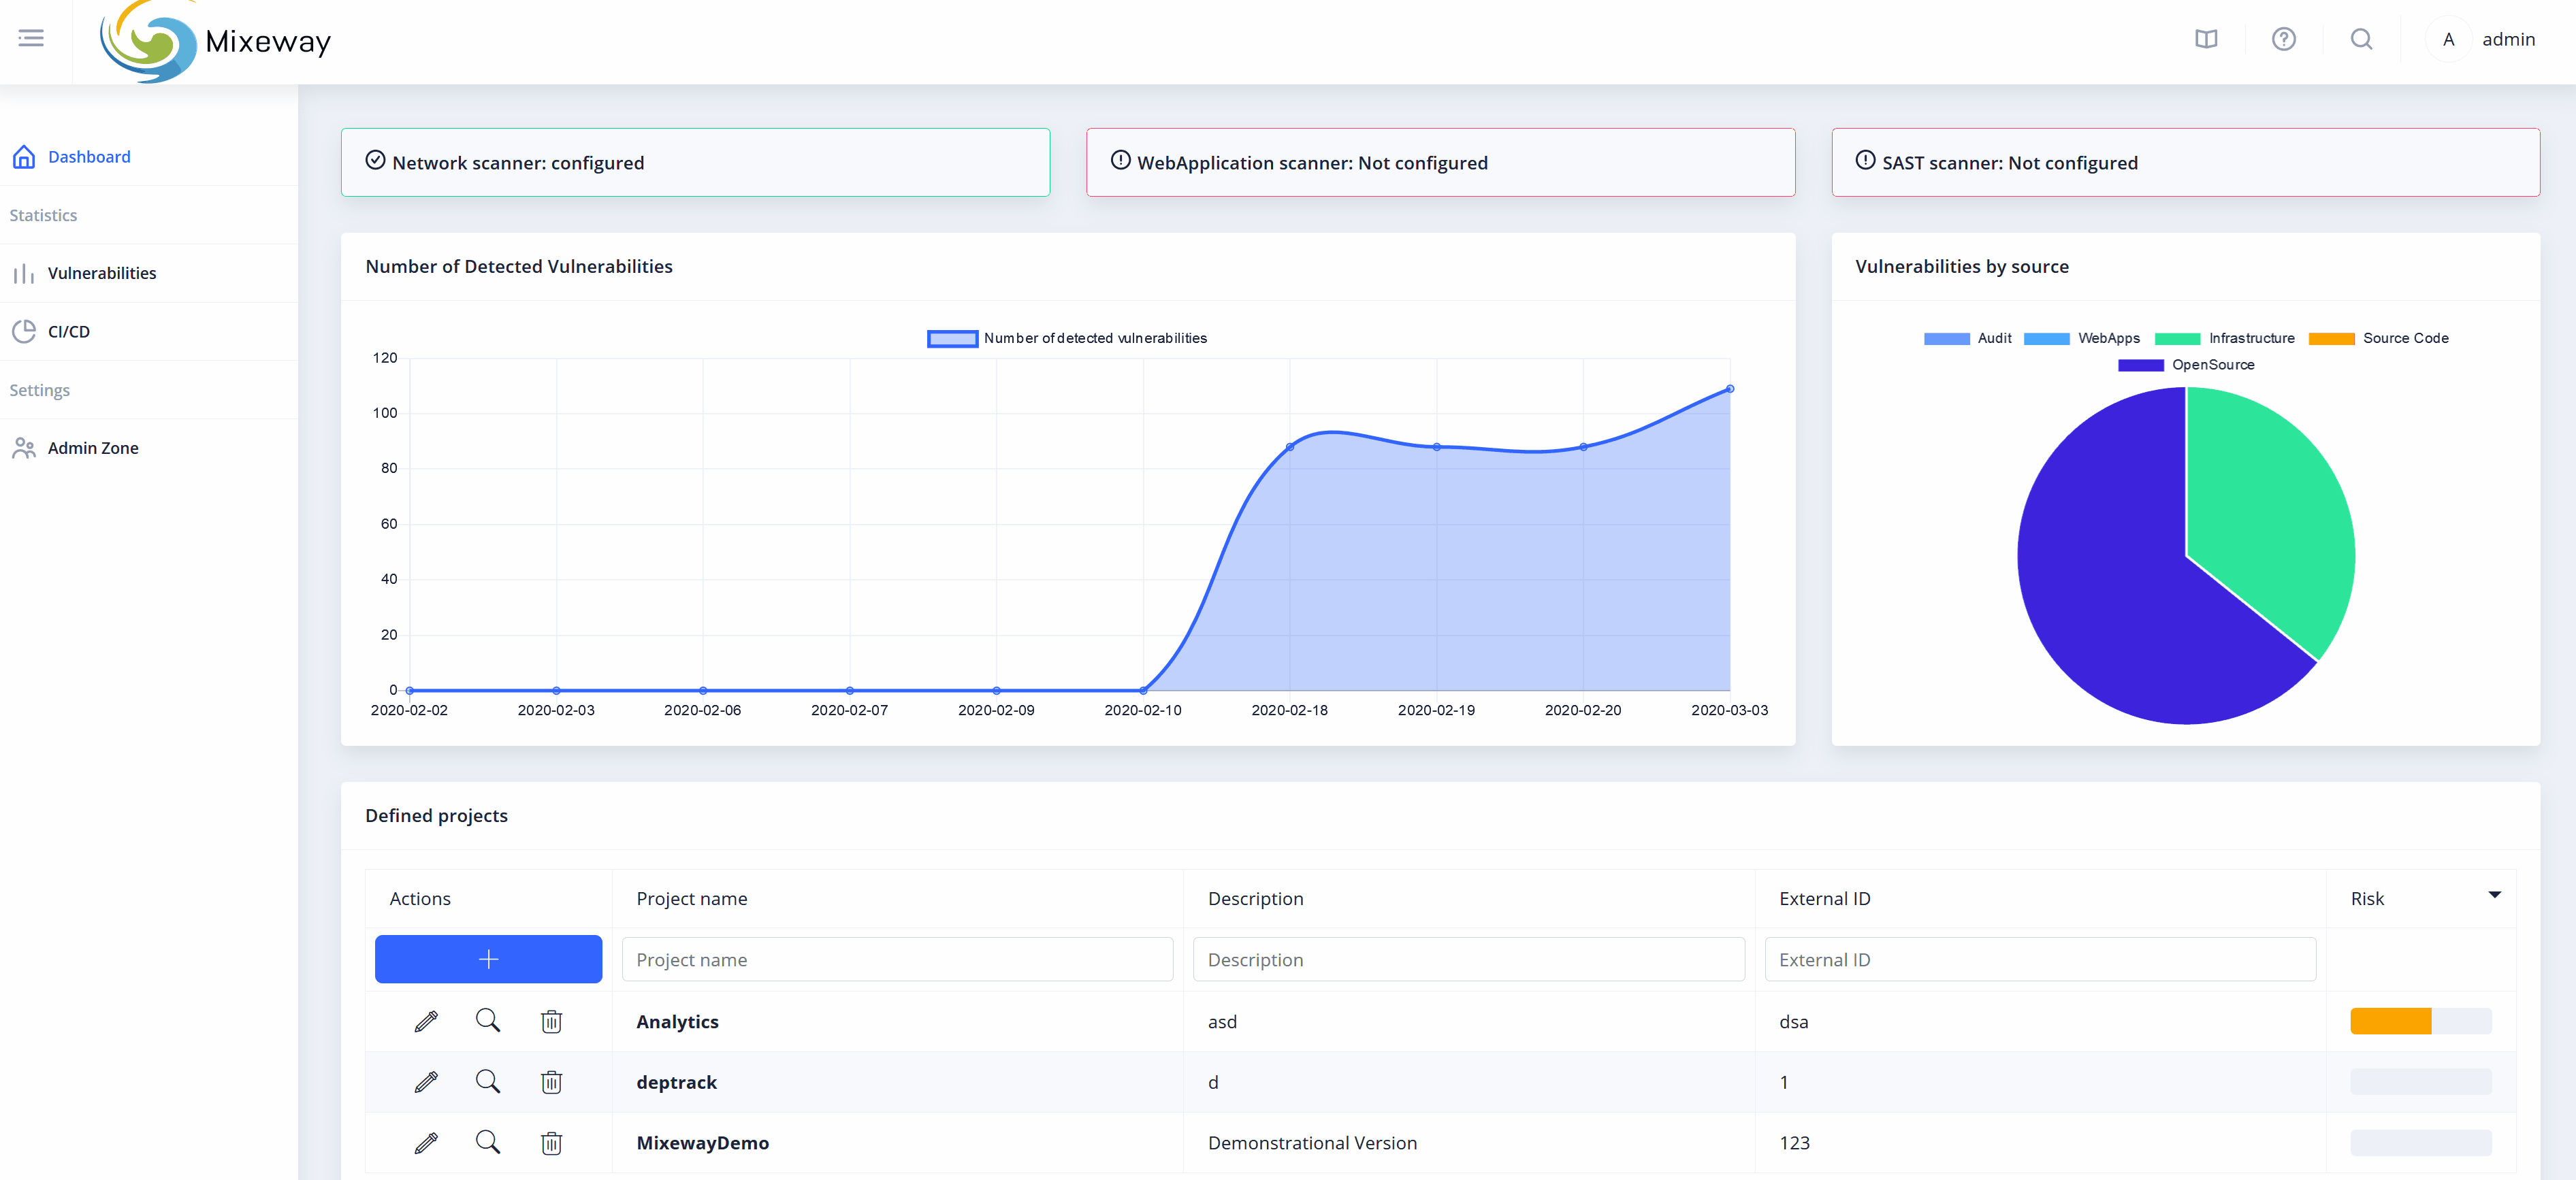 Mixeway
A admin
Dashboard
Statistics
Vulnerabilities
CI/CD
Settings
Admin Zone
Network scanner: configured
WebApplication scanner: Not configured
SAST scanner: Not configured
Number of Detected Vulnerabilities
Number of detected vulnerabilities
120
100
80
60
40
20
0
2020-02-02 2020-02-03 2020-02-06 2020-02-07 2020-02-09 2020-02-10 2020-02-18 2020-02-19 2020-02-20 2020-03-03
Vulnerabilities by source
Audit WebApps Infrastructure Source Code
OpenSource
Defined projects
Actions Project name Description External ID Risk
Project name Description External ID
Analytics asd dsa
deptrack d 1
MixewayDemo Demonstrational Version 123